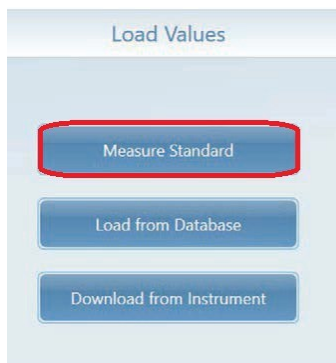 Load Values
Measure Standard
Load from Database
Download from Instrument